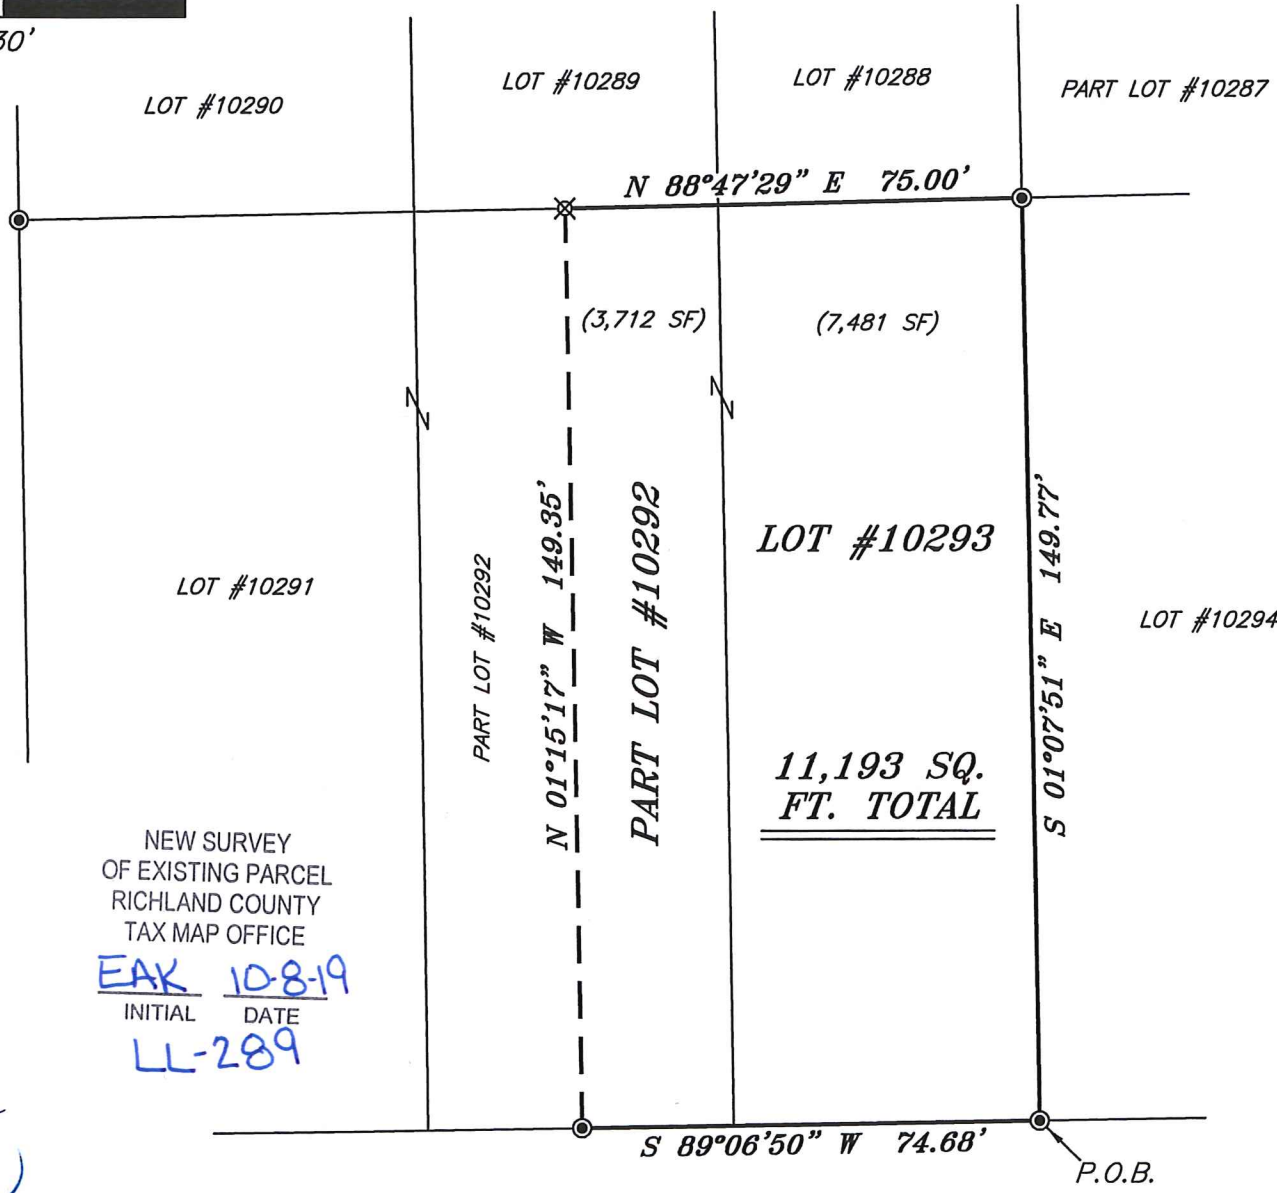 30'
LOT #10290
LOT #10289
LOT #10288
PART LOT #10287
N 88°47'29" E 75.00'
(3,712 SF)
(7,481 SF)
LOT #10291
PART LOT #10292
N 01°15'17" W 149.35'
PART LOT #10292
LOT #10293
S 01°07'51" E 149.77'
LOT #10294
11,193 SQ.
FT. TOTAL
NEW SURVEY
OF EXISTING PARCEL
RICHLAND COUNTY
TAX MAP OFFICE
EAK 10-8-19
INITIAL DATE
LL-289
S 89°06'50" W 74.68'
P.O.B.